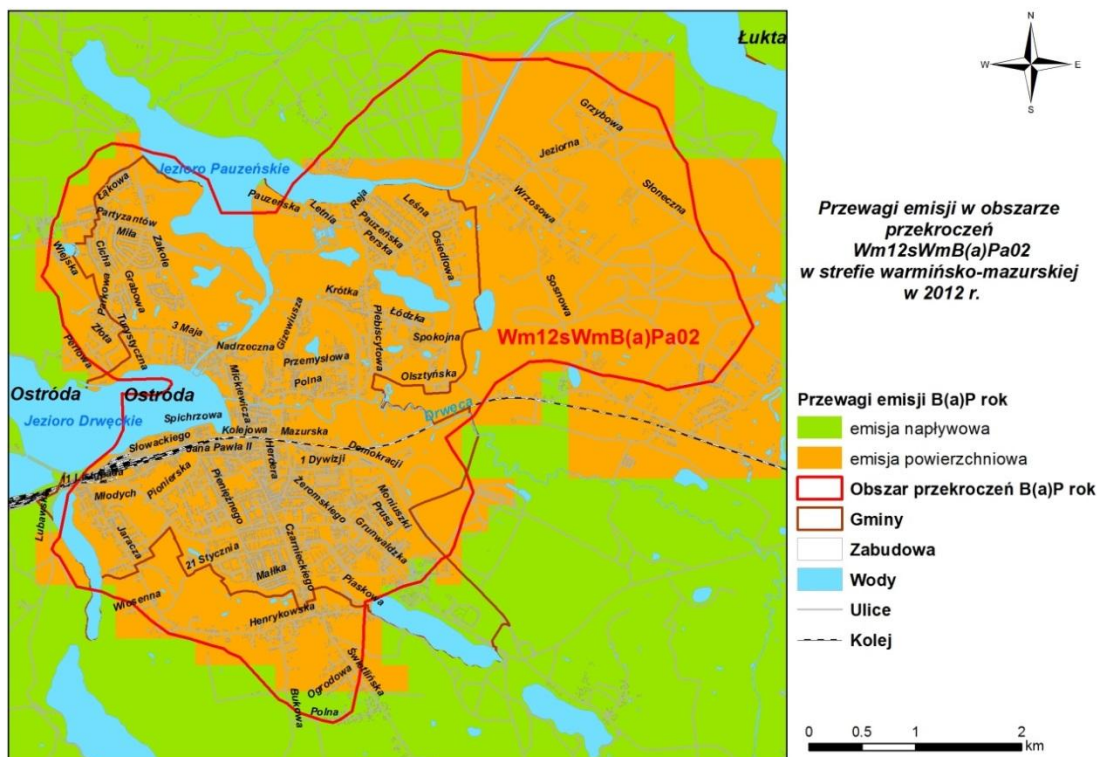 Łukta
N
W E
S
Grzybowa
Jeziorna
Słoneczna
Wrzosowa
Sosnowa
Jezioro Pauzeńskie
Łąkowa
Pauzeńska
Letnia
Reja
Leśna
Pauzeńska
Perska
Osiedlowa
Partyzantów
Miła
Zakole
Wiejska
Cicha
Parkowa
Grabowa
Krótka
Łódzka
Gizewiusza
Plebiscytowa
Spokojna
Złota
Turystyczna
3 Maja
Nadrzeczna
Przemysłowa
Wm12sWmB(a)Pa02
Perłowa
Polna
Olsztyńska
Mickiewicza
Ostróda
Ostróda
Drwęca
Jezioro Drwęckie
Spichrzowa
Kolejowa
Mazurska
Słowackiego
Jana Pawła II
Herdera
1 Dywizji
Demokracji
Młodych
Pionierska
Pieniężnego
Żeromskiego
Moniuszki
Prusa
Lubawska
Grunwaldzka
Jaracza
21 Stycznia
Czarnieckiego
Małłka
Piaskowa
Wiosenna
Henrykowska
Świetlińska
Ogrodowa
Bukowa
Polna
Przewagi emisji w obszarze
przekroczeń
Wm12sWmB(a)Pa02
w strefie warmińsko-mazurskiej
w 2012 r.
Przewagi emisji B(a)P rok
emisja napływowa
emisja powierzchniowa
Obszar przekroczeń B(a)P rok
Gminy
Zabudowa
Wody
Ulice
Kolej
0 0.5 1 2
km